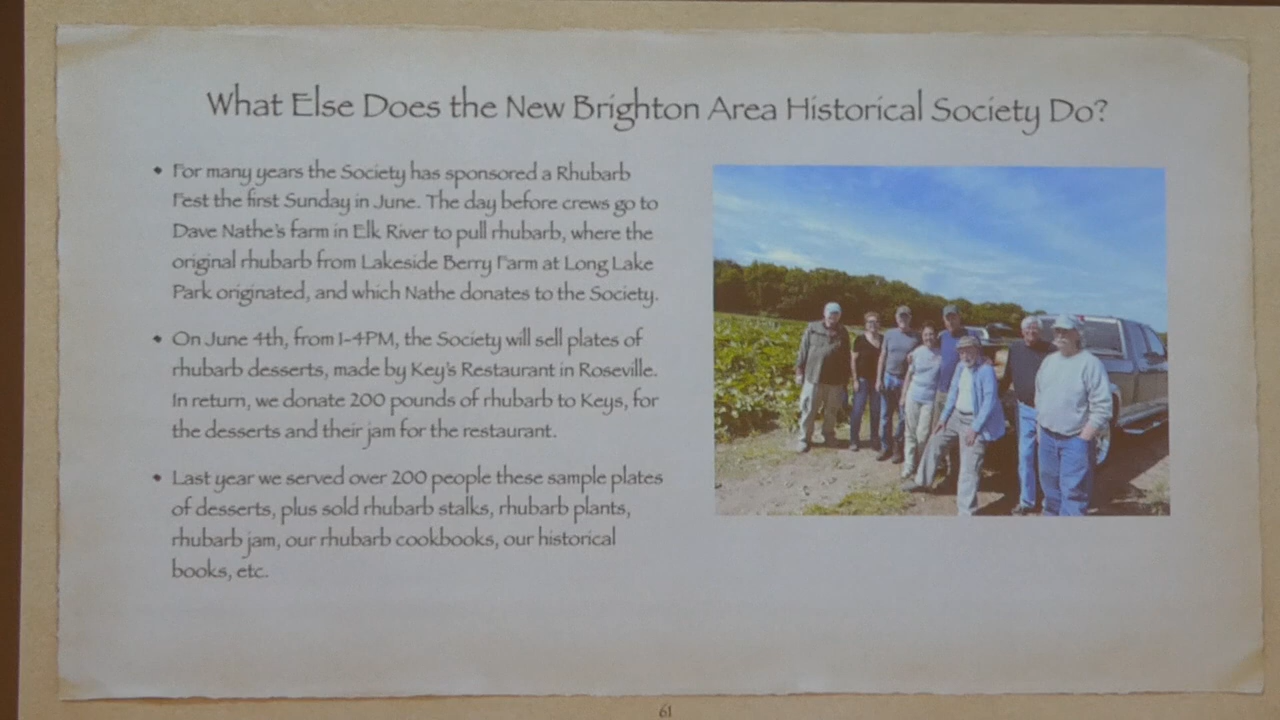 What Else Does the New Brighton Area Historical Society Do?
• For many years the Society has sponsored a Rhubarb
Fest the first Sunday in June. The day before crews go to
Dave Nathe's farm in Elk River to pull rhubarb, where the
original rhubarb from Lakeside Berry Farm at Long Lake
Park originated, and which Nathe donates to the Society.
• On June 4th, from 1-4PM, the Society will sell plates of
rhubarb desserts, made by Key's Restaurant in Roseville.
In return, we donate 200 pounds of rhubarb to Keys, for
the desserts and their jam for the restaurant.
• Last year we served over 200 people these sample plates
of desserts, plus sold rhubarb stalks, rhubarb plants,
rhubarb jam, our rhubarb cookbooks, our historical
books, etc.
61